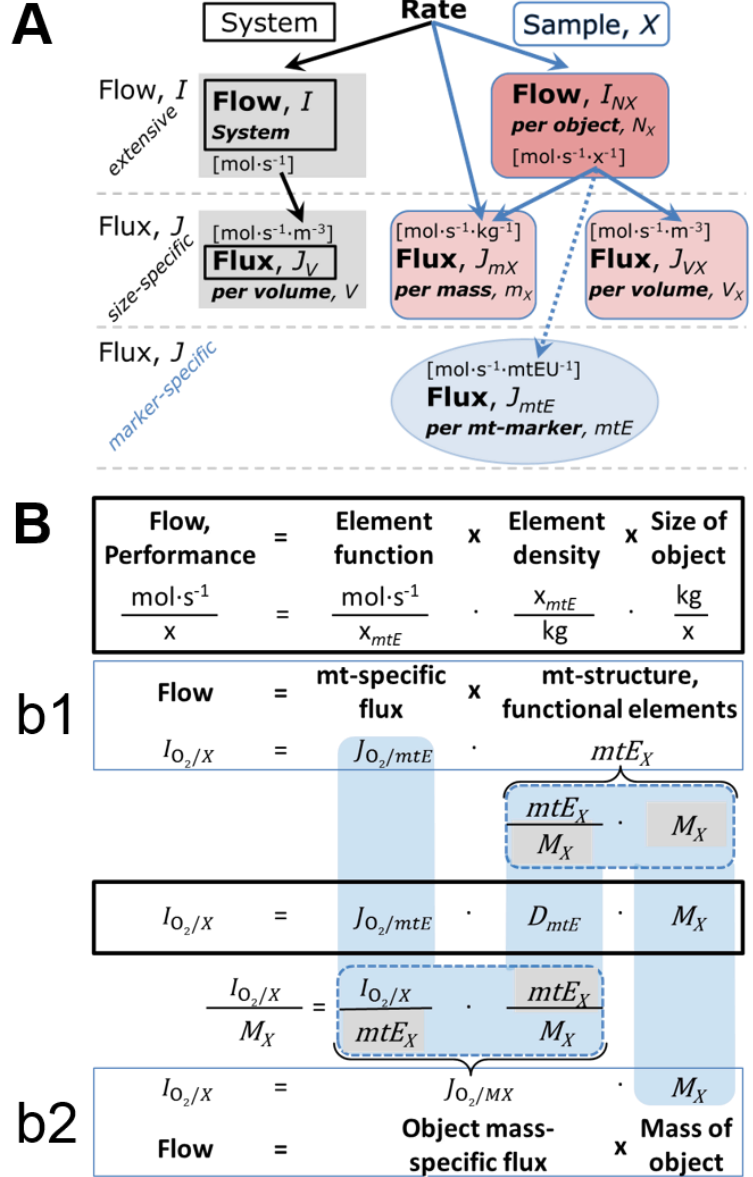 A
Rate
System
Sample, X
Flow, I
extensive
Flow, I
System
[mol·s⁻¹]
Flow, I_NX
per object, N_X
[mol·s⁻¹·x⁻¹]
Flux, J
size-specific
[mol·s⁻¹·m⁻³]
Flux, J_V
per volume, V
[mol·s⁻¹·kg⁻¹]
Flux, J_mX
per mass, m_X
[mol·s⁻¹·m⁻³]
Flux, J_VX
per volume, V_X
Flux, J
marker-specific
[mol·s⁻¹·mtEU⁻¹]
Flux, J_mtE
per mt-marker, mtE
B
Flow, Performance = Element function x Element density x Size of object
mol·s⁻¹/x = mol·s⁻¹/x_mtE · x_mtE/kg · kg/x
b1
Flow = mt-specific flux x mt-structure, functional elements
I_O₂/X = J_O₂/mtE · mtE_X
mtE_X/M_X · M_X
I_O₂/X = J_O₂/mtE · D_mtE · M_X
I_O₂/X/M_X = I_O₂/X/mtE_X · mtE_X/M_X
b2
I_O₂/X = J_O₂/MX · M_X
Flow = Object mass-specific flux x Mass of object